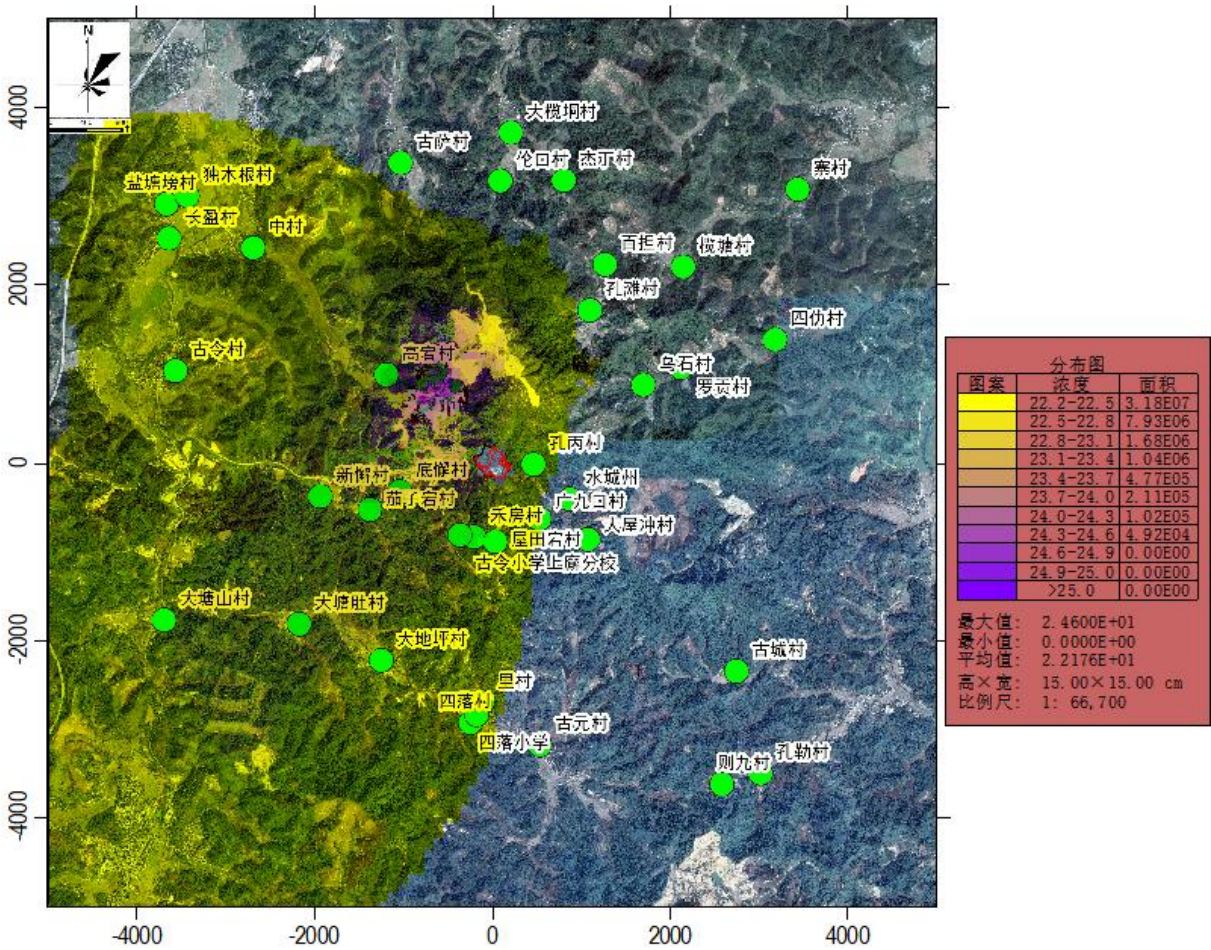 N
大榄垌村
古萨村
伦口村
杰丁村
寨村
独木根村
盐塘塝村
长盈村
中村
百担村
榄塘村
孔滩村
四伪村
古令村
高宕村
乌石村
罗贡村
孔丙村
新衡村
底懈村
水城州
茄子宕村
广九口村
禾房村
人屋冲村
屋田宕村
古令小学上廊分校
大塘山村
大塘旺村
大地坪村
古城村
旦村
四落村
古元村
四落小学
则九村
孔勒村
4000
2000
0
-2000
-4000
-4000
-2000
0
2000
4000
分布图
图案 浓度 面积
22.2-22.5 3.18E07
22.5-22.8 7.93E06
22.8-23.1 1.68E06
23.1-23.4 1.04E06
23.4-23.7 4.77E05
23.7-24.0 2.11E05
24.0-24.3 1.02E05
24.3-24.6 4.92E04
24.6-24.9 0.00E00
24.9-25.0 0.00E00
>25.0 0.00E00
最大值: 2.4600E+01
最小值: 0.0000E+00
平均值: 2.2176E+01
高×宽: 15.00×15.00 cm
比例尺: 1: 66,700